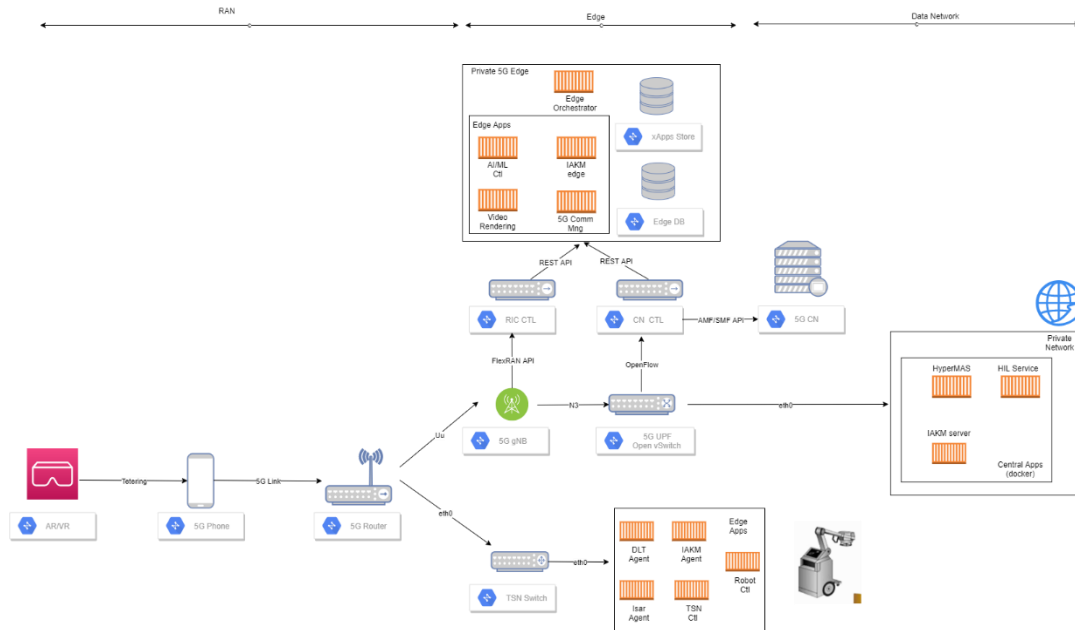 RAN
Edge
Data Network
Private 5G Edge
Edge
Orchestrator
xApps Store
Edge Apps
AI/ML
Ctl
IAKM
edge
Video
Rendering
5G Comm
Mng
Edge DB
REST API
REST API
RIC CTL
CN CTL
AMF/SMF API
5G CN
FlexRAN API
OpenFlow
Private
Network
HyperMAS
HIL Service
IAKM server
Central Apps
(docker)
Uu
N3
eth0
5G gNB
5G UPF
Open vSwitch
Tetering
5G Link
AR/VR
5G Phone
5G Router
eth0
TSN Switch
eth0
Edge
Apps
DLT
Agent
IAKM
Agent
Robot
Ctl
Isar
Agent
TSN
Ctl